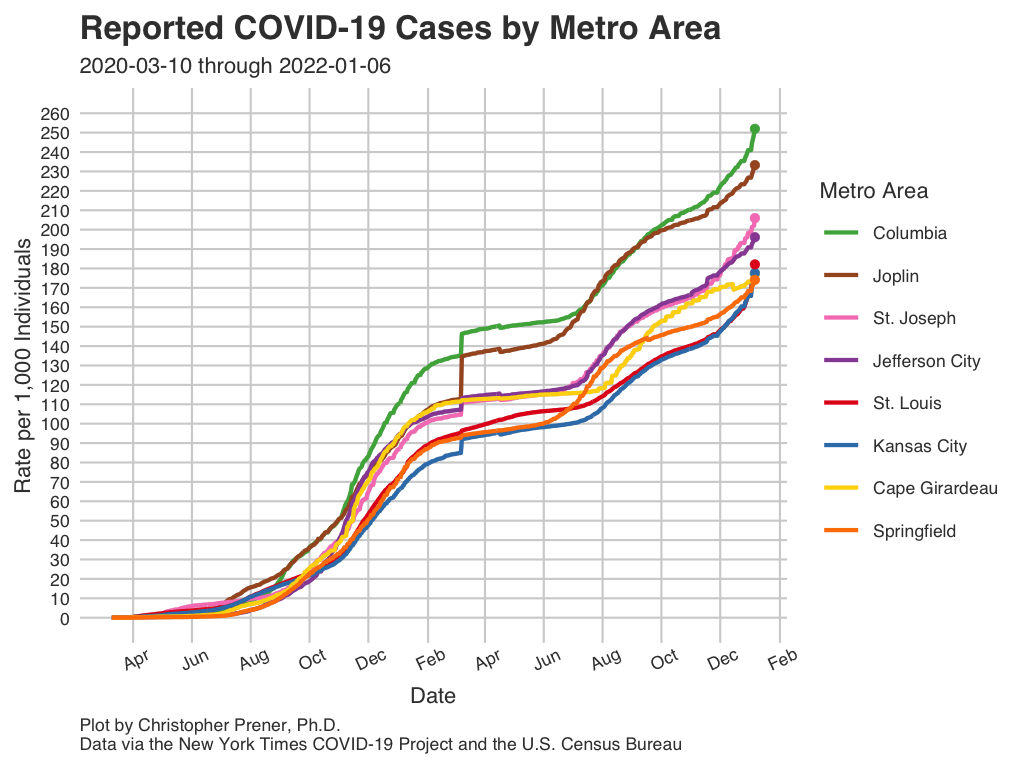 Reported COVID-19 Cases by Metro Area
2020-03-10 through 2022-01-06
260
250
240
230
220
210
200
190
180
170
160
150
140
130
120
110
100
90
80
70
60
50
40
30
20
10
0
Rate per 1,000 Individuals
Apr Jun Aug Oct Dec Feb Apr Jun Aug Oct Dec Feb
Date
Metro Area
Columbia
Joplin
St. Joseph
Jefferson City
St. Louis
Kansas City
Cape Girardeau
Springfield
Plot by Christopher Prener, Ph.D.
Data via the New York Times COVID-19 Project and the U.S. Census Bureau